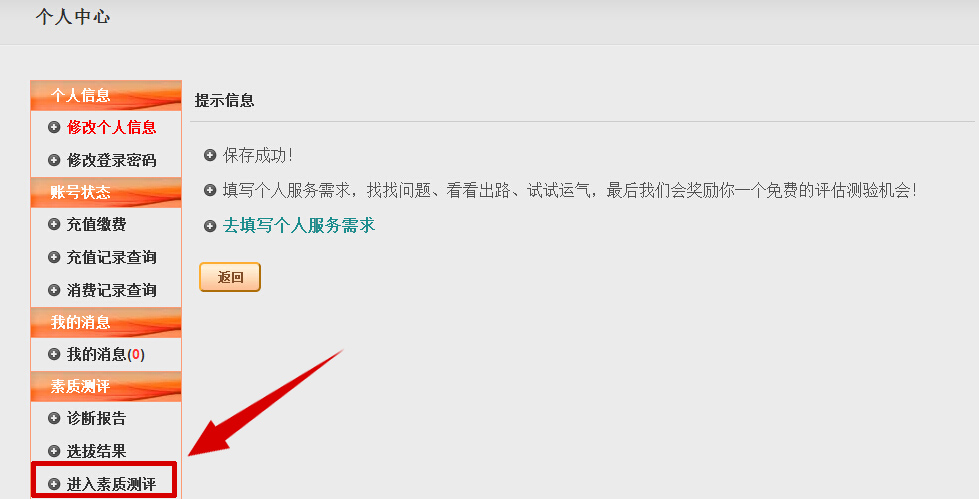 个人中心
个人信息
修改个人信息
修改登录密码
账号状态
充值缴费
充值记录查询
消费记录查询
我的消息
我的消息(0)
素质测评
诊断报告
选拔结果
进入素质测评
提示信息
保存成功！
填写个人服务需求，找找问题、看看出路、试试运气，最后我们会奖励你一个免费的评估测验机会！
去填写个人服务需求
返回